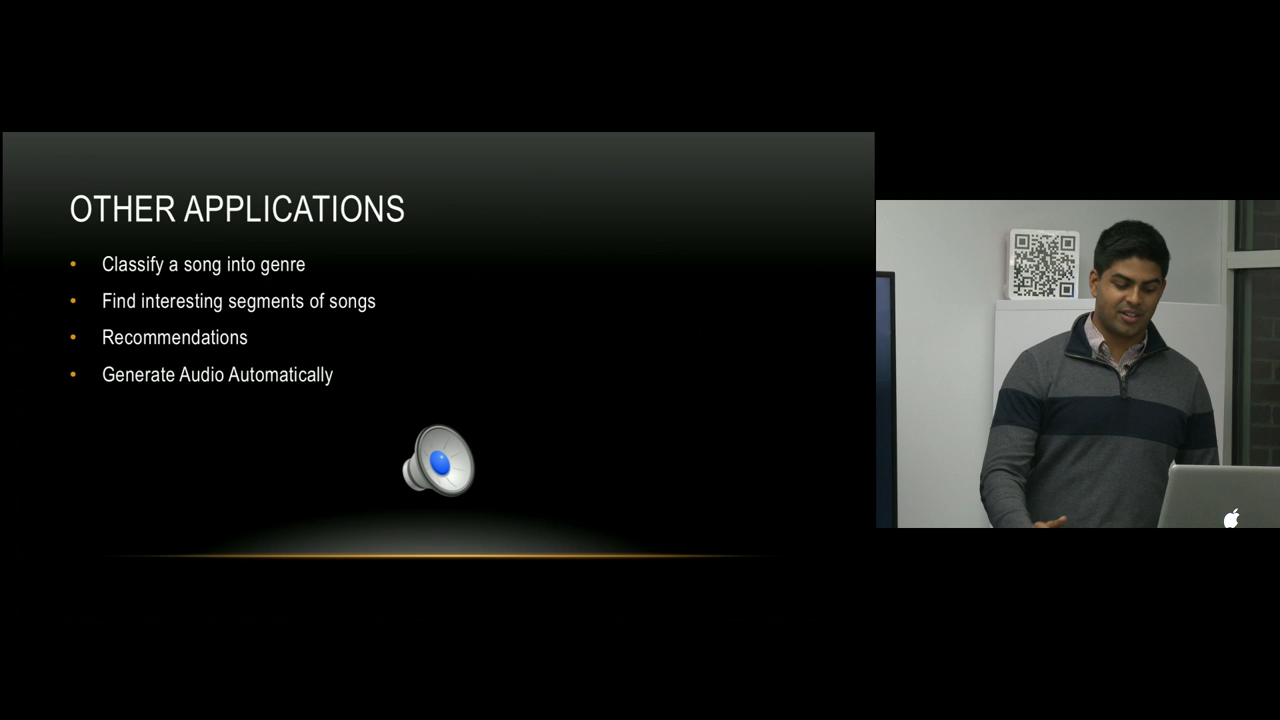 OTHER APPLICATIONS
• Classify a song into genre
• Find interesting segments of songs
• Recommendations
• Generate Audio Automatically